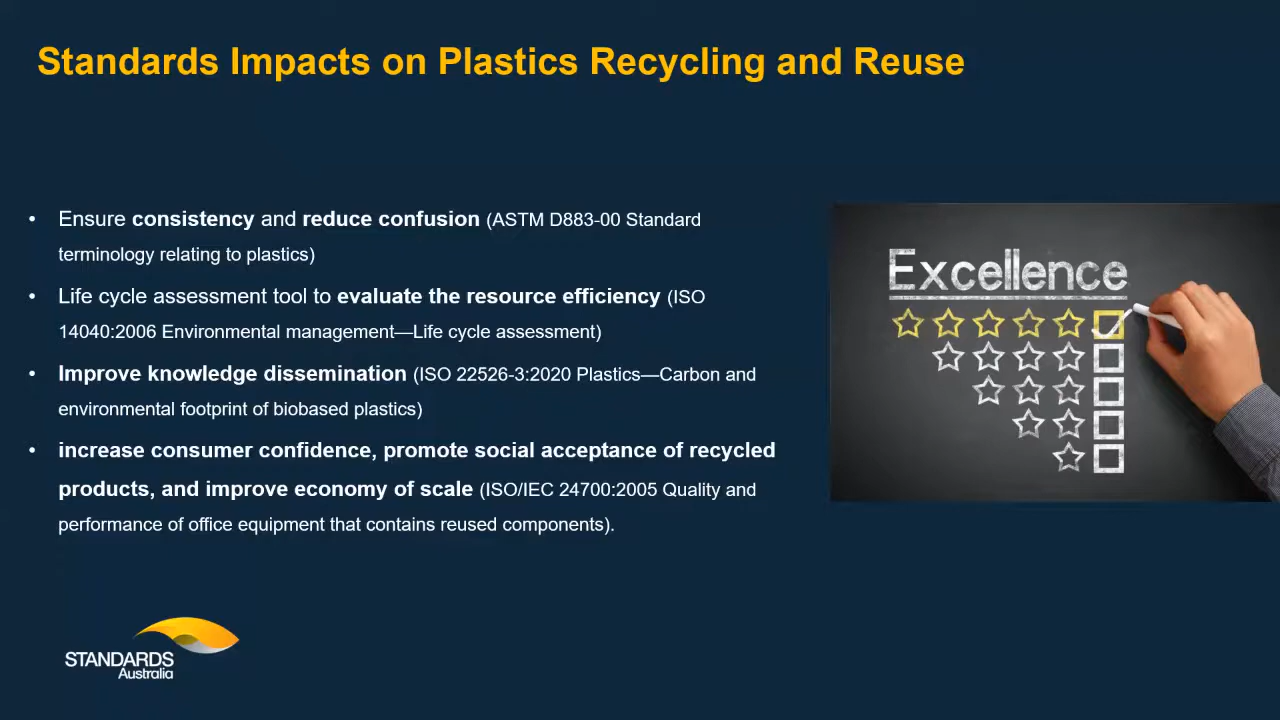 Standards Impacts on Plastics Recycling and Reuse
• Ensure consistency and reduce confusion (ASTM D883-00 Standard
terminology relating to plastics)
• Life cycle assessment tool to evaluate the resource efficiency (ISO
14040:2006 Environmental management—Life cycle assessment)
• Improve knowledge dissemination (ISO 22526-3:2020 Plastics—Carbon and
environmental footprint of biobased plastics)
• increase consumer confidence, promote social acceptance of recycled
products, and improve economy of scale (ISO/IEC 24700:2005 Quality and
performance of office equipment that contains reused components).
Excellence
STANDARDS
Australia